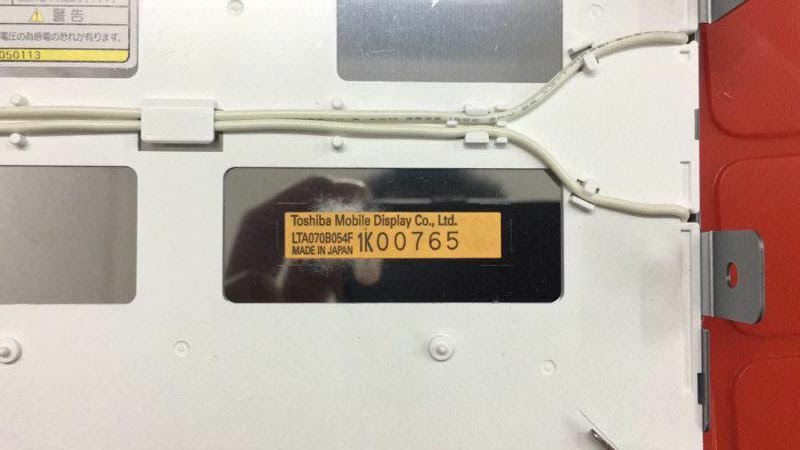 警告
電圧の為感電の恐れが有ります。
050113
Toshiba Mobile Display Co., Ltd.
LTA070B054F 1K00765
MADE IN JAPAN